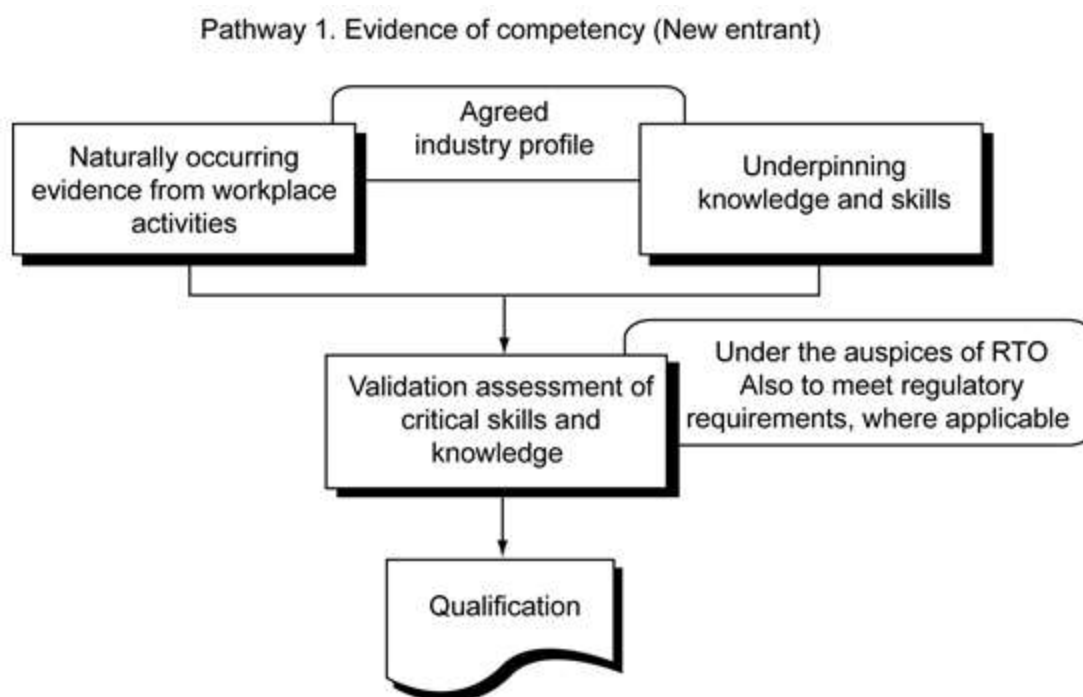 Pathway 1. Evidence of competency (New entrant)
Agreed
industry profile
Naturally occurring
evidence from workplace
activities
Underpinning
knowledge and skills
Validation assessment of
critical skills and
knowledge
Under the auspices of RTO
Also to meet regulatory
requirements, where applicable
Qualification